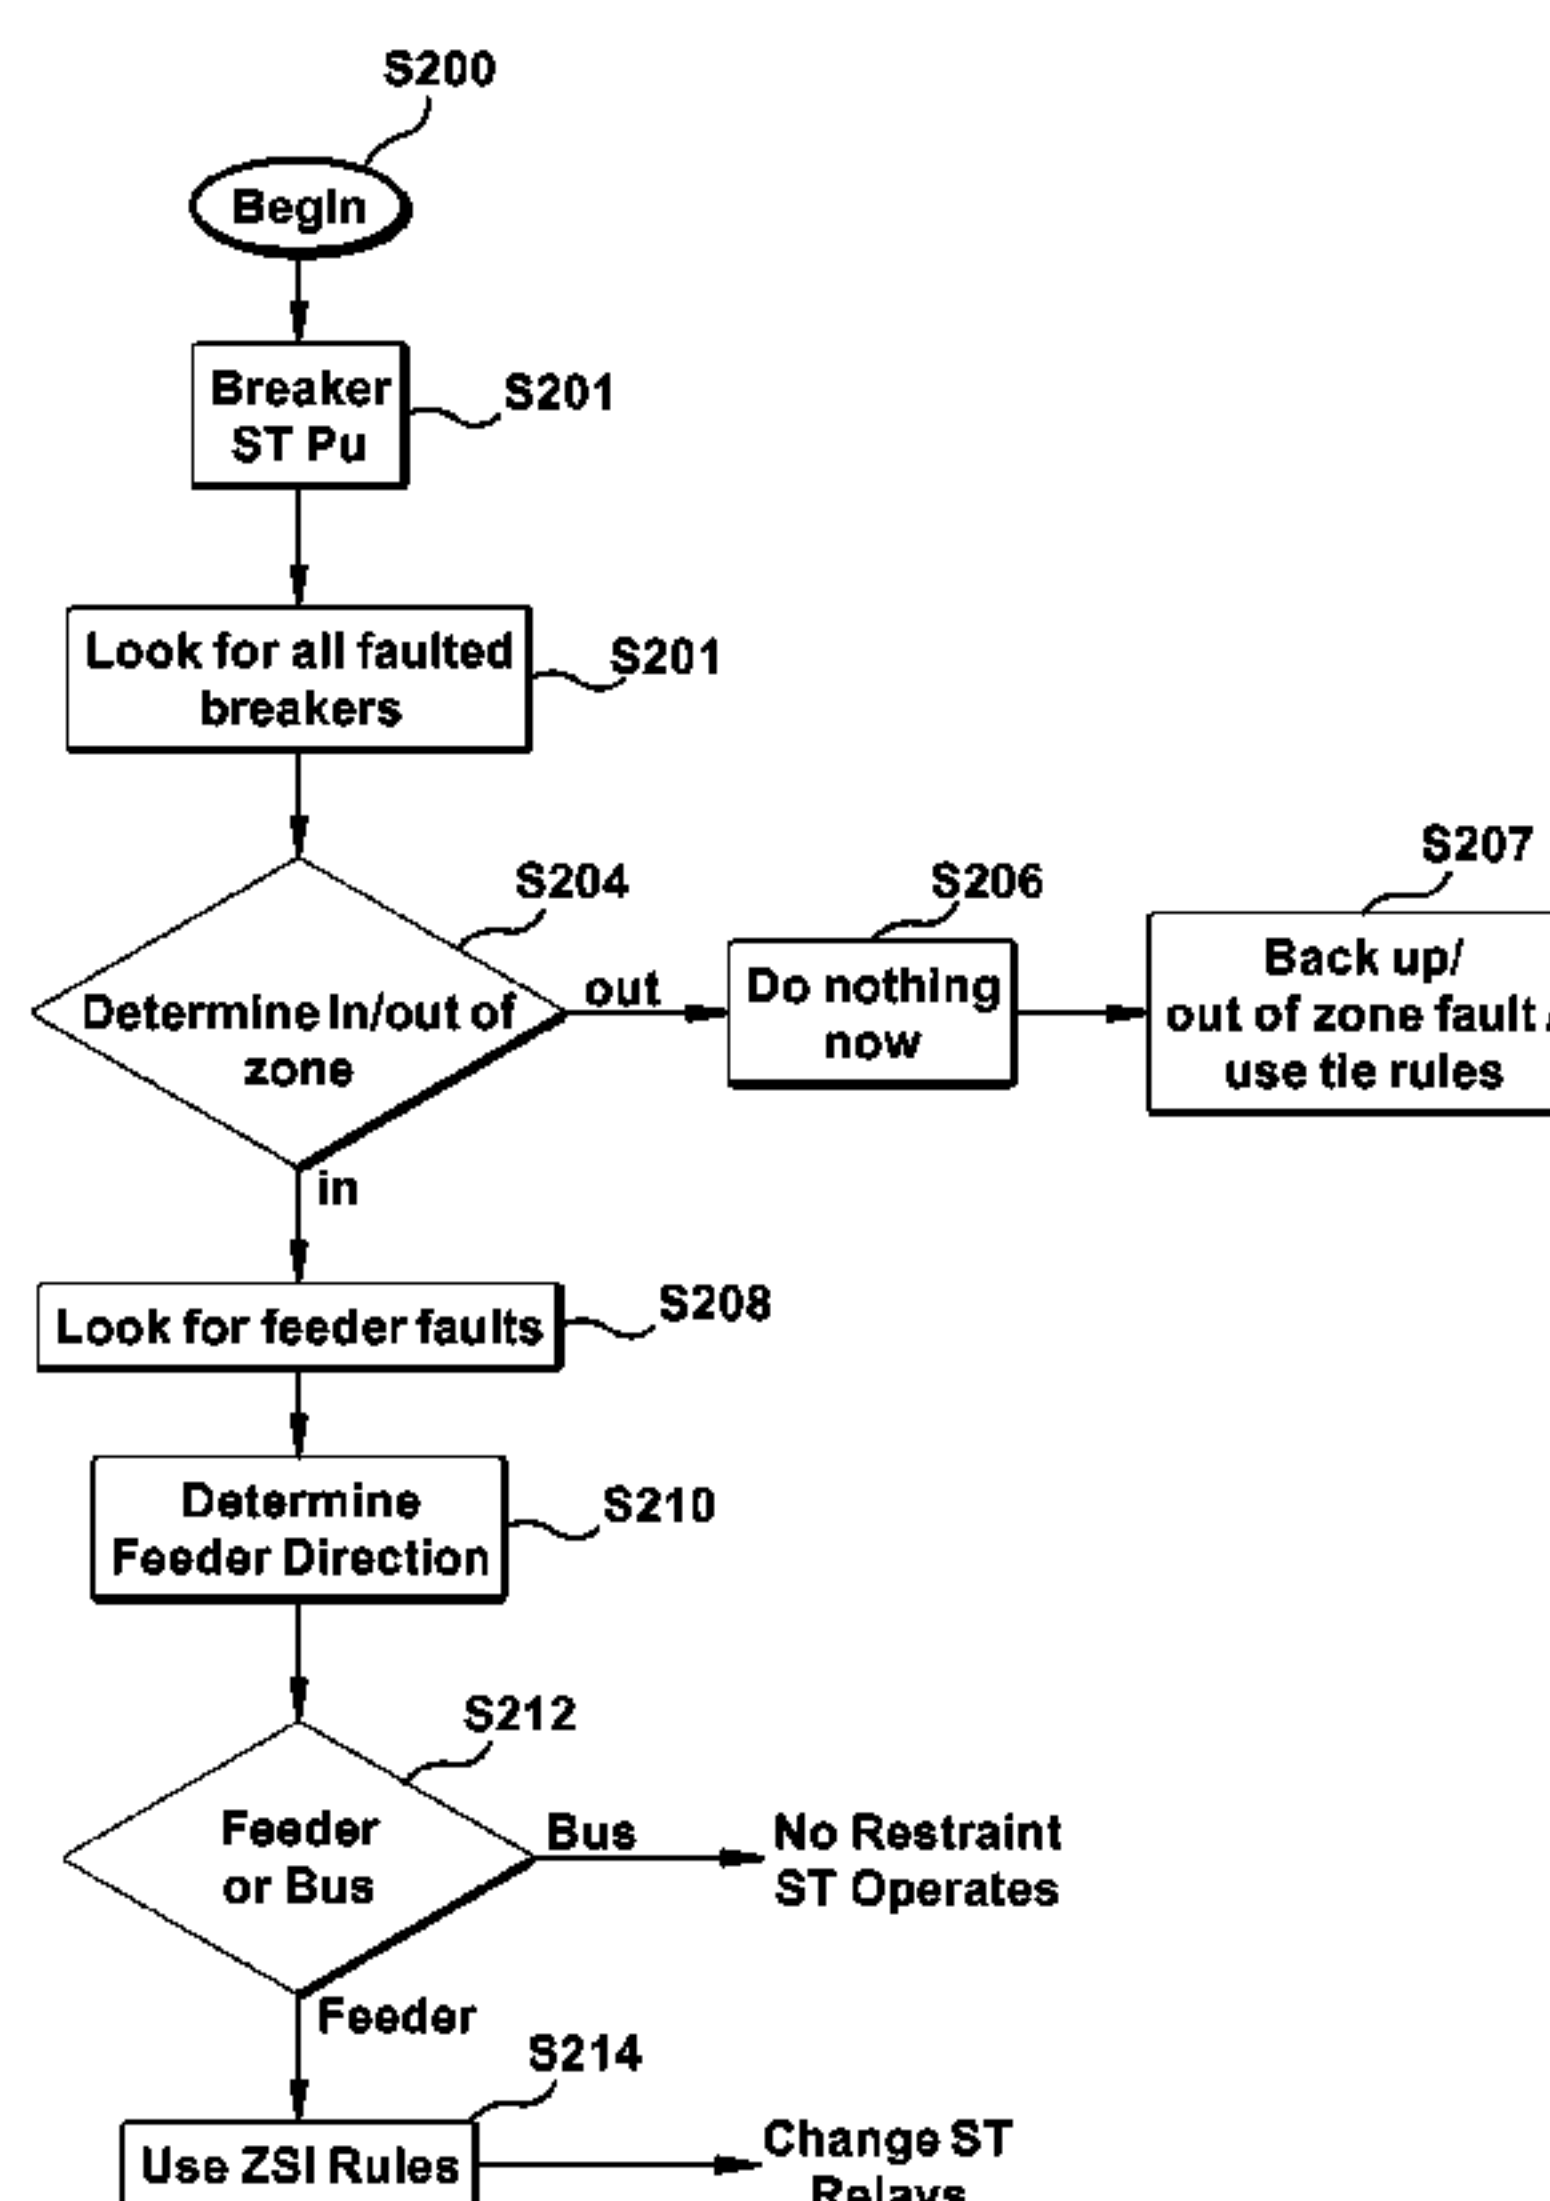 S200
Begin
Breaker
ST Pu
S201
Look for all faulted
breakers
S201
S204
Determine In/out of
zone
out
S206
Do nothing
now
S207
Back up/
out of zone fault
use tie rules
in
Look for feeder faults
S208
Determine
Feeder Direction
S210
S212
Feeder
or Bus
Bus
No Restraint
ST Operates
Feeder
S214
Use ZSI Rules
Change ST
Relays